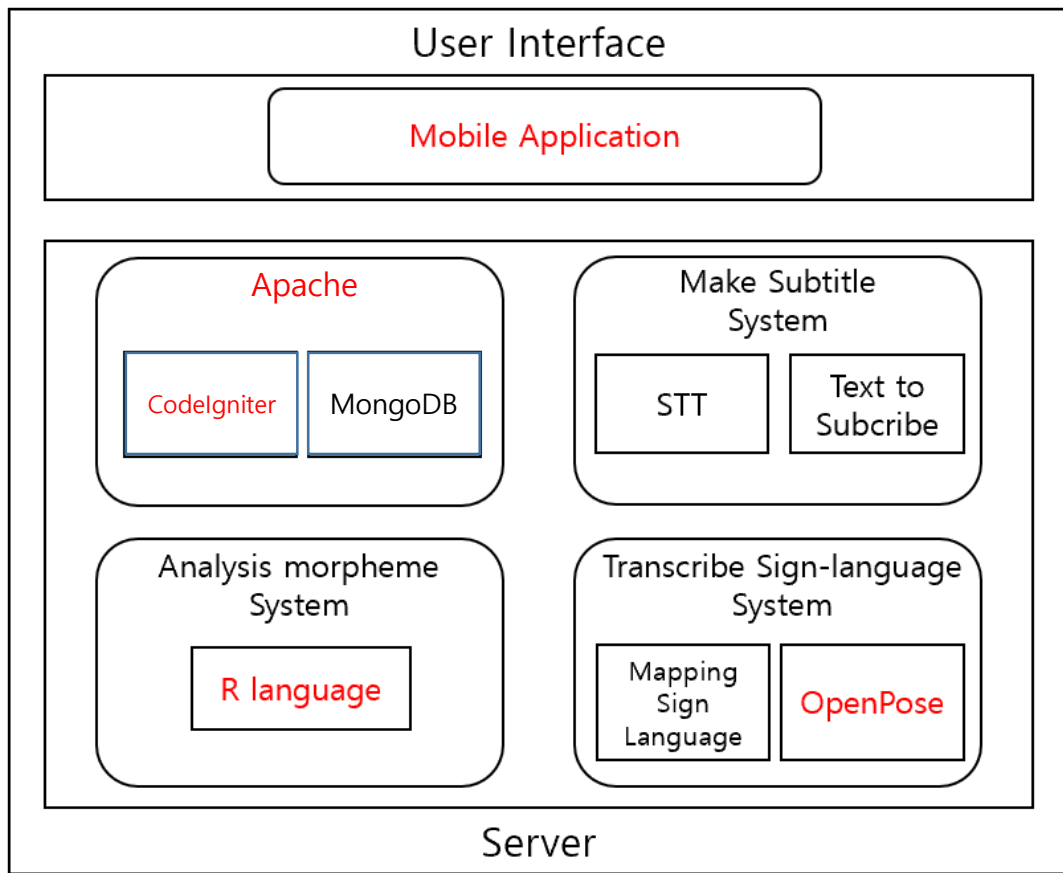 User Interface
Mobile Application
Apache
CodeIgniter
MongoDB
Make Subtitle
System
STT
Text to
Subcribe
Analysis morpheme
System
R language
Transcribe Sign-language
System
Mapping
Sign
Language
OpenPose
Server